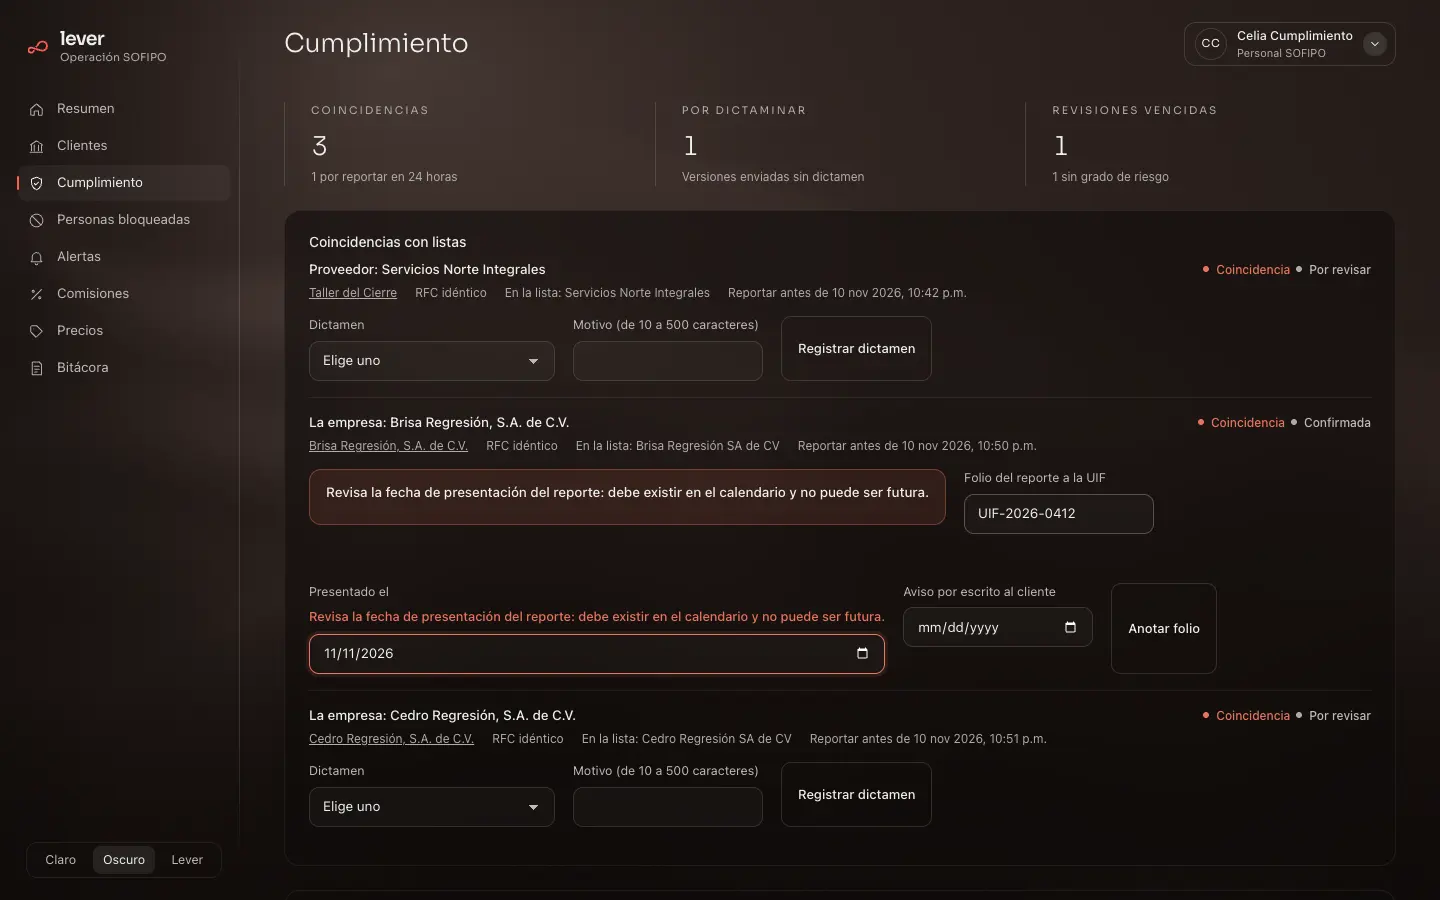 lever
Operación SOFIPO
Resumen
Clientes
Cumplimiento
Personas bloqueadas
Alertas
Comisiones
Precios
Bitácora
Claro
Oscuro
Lever
Cumplimiento
CC
Celia Cumplimiento
Personal SOFIPO
COINCIDENCIAS
3
1 por reportar en 24 horas
POR DICTAMINAR
1
Versiones enviadas sin dictamen
REVISIONES VENCIDAS
1
1 sin grado de riesgo
Coincidencias con listas
Proveedor: Servicios Norte Integrales
Coincidencia
Por revisar
Taller del Cierre
RFC idéntico
En la lista: Servicios Norte Integrales
Reportar antes de 10 nov 2026, 10:42 p.m.
Dictamen
Elige uno
Motivo (de 10 a 500 caracteres)
Registrar dictamen
La empresa: Brisa Regresión, S.A. de C.V.
Coincidencia
Confirmada
Brisa Regresión, S.A. de C.V.
RFC idéntico
En la lista: Brisa Regresión SA de CV
Reportar antes de 10 nov 2026, 10:50 p.m.
Revisa la fecha de presentación del reporte: debe existir en el calendario y no puede ser futura.
Folio del reporte a la UIF
UIF-2026-0412
Presentado el
Revisa la fecha de presentación del reporte: debe existir en el calendario y no puede ser futura.
11/11/2026
Aviso por escrito al cliente
mm/dd/yyyy
Anotar folio
La empresa: Cedro Regresión, S.A. de C.V.
Coincidencia
Por revisar
Cedro Regresión, S.A. de C.V.
RFC idéntico
En la lista: Cedro Regresión SA de CV
Reportar antes de 10 nov 2026, 10:51 p.m.
Dictamen
Elige uno
Motivo (de 10 a 500 caracteres)
Registrar dictamen